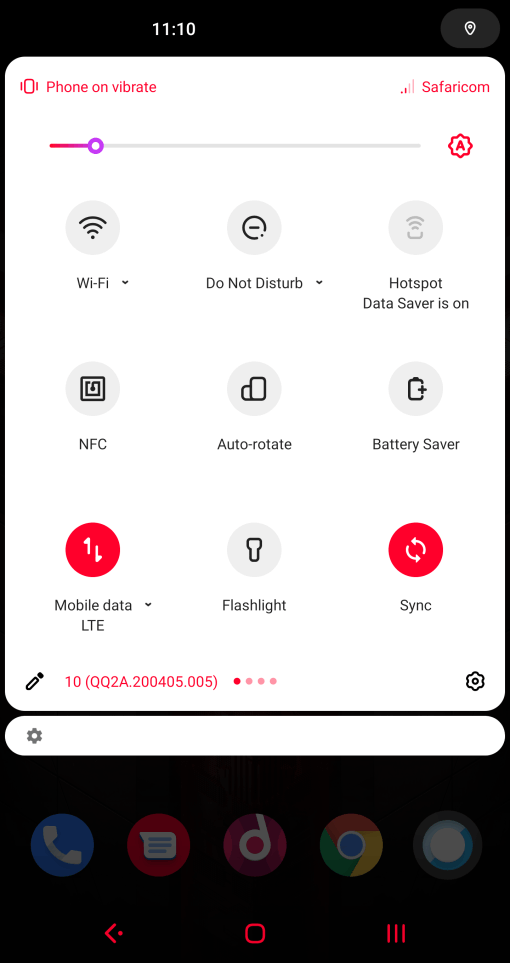 11:10
Phone on vibrate
Safaricom
A
Wi-Fi
Do Not Disturb
Hotspot
Data Saver is on
NFC
Auto-rotate
Battery Saver
Mobile data
LTE
Flashlight
Sync
10 (QQ2A.200405.005)